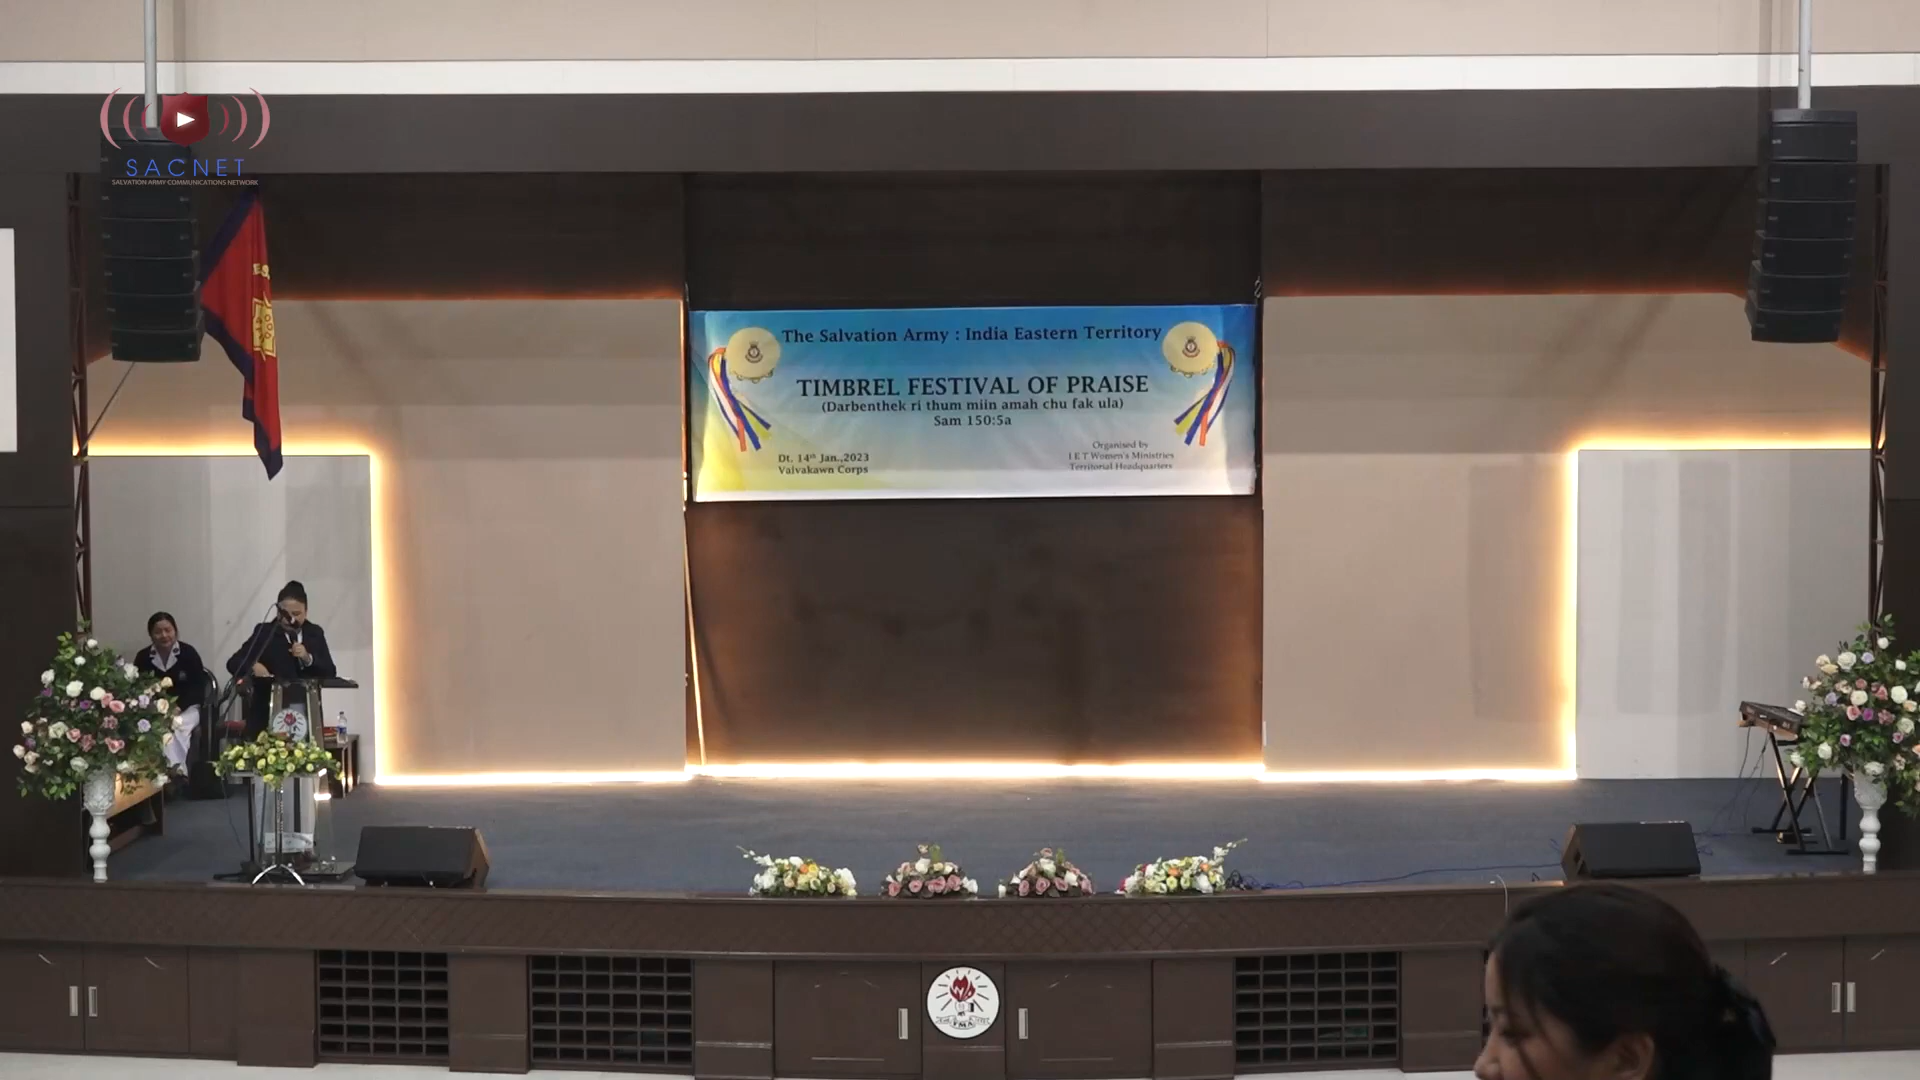 SACNET
SALVATION ARMY COMMUNICATIONS NETWORK
The Salvation Army : India Eastern Territory
TIMBREL FESTIVAL OF PRAISE
(Darbenthek ri thum miin amah chu fak ula)
Sam 150:5a
Dt. 14th Jan.,2023
Vaivakawn Corps
Organised by
I E T Women's Ministries
Territorial Headquarters